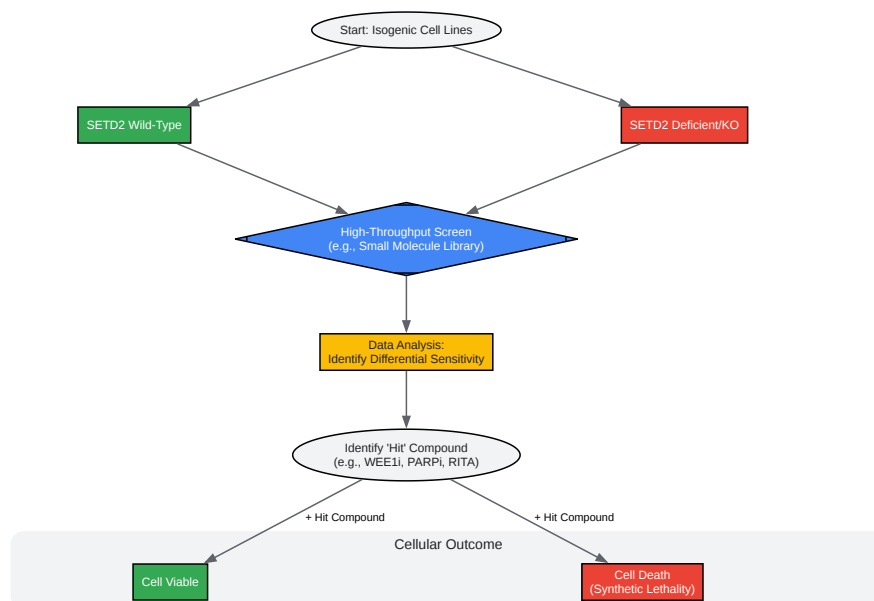 Start: Isogenic Cell Lines
SETD2 Wild-Type
SETD2 Deficient/KO
High-Throughput Screen
(e.g., Small Molecule Library)
Data Analysis:
Identify Differential Sensitivity
Identify 'Hit' Compound
(e.g., WEE1i, PARPi, RITA)
+ Hit Compound
+ Hit Compound
Cellular Outcome
Cell Viable
Cell Death
(Synthetic Lethality)